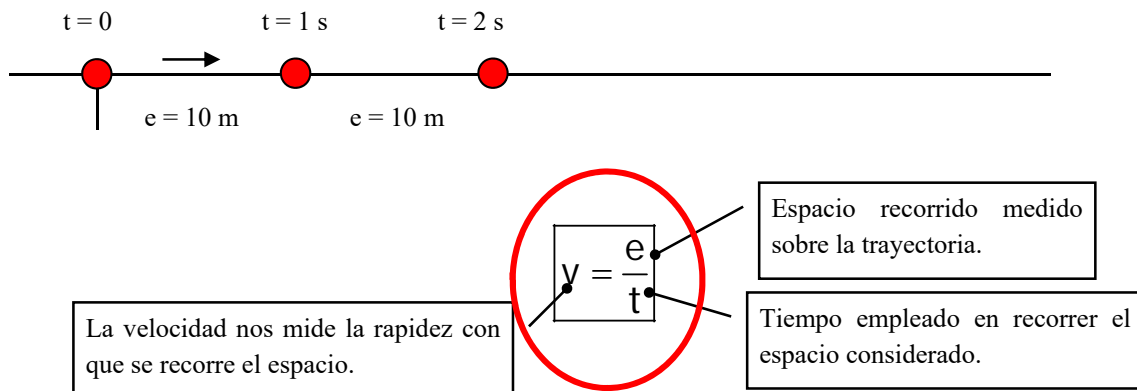 t = 0 t = 1 s t = 2 s
e = 10 m e = 10 m
Espacio recorrido medido
sobre la trayectoria.
v = e/t
La velocidad nos mide la rapidez con
que se recorre el espacio.
Tiempo empleado en recorrer el
espacio considerado.